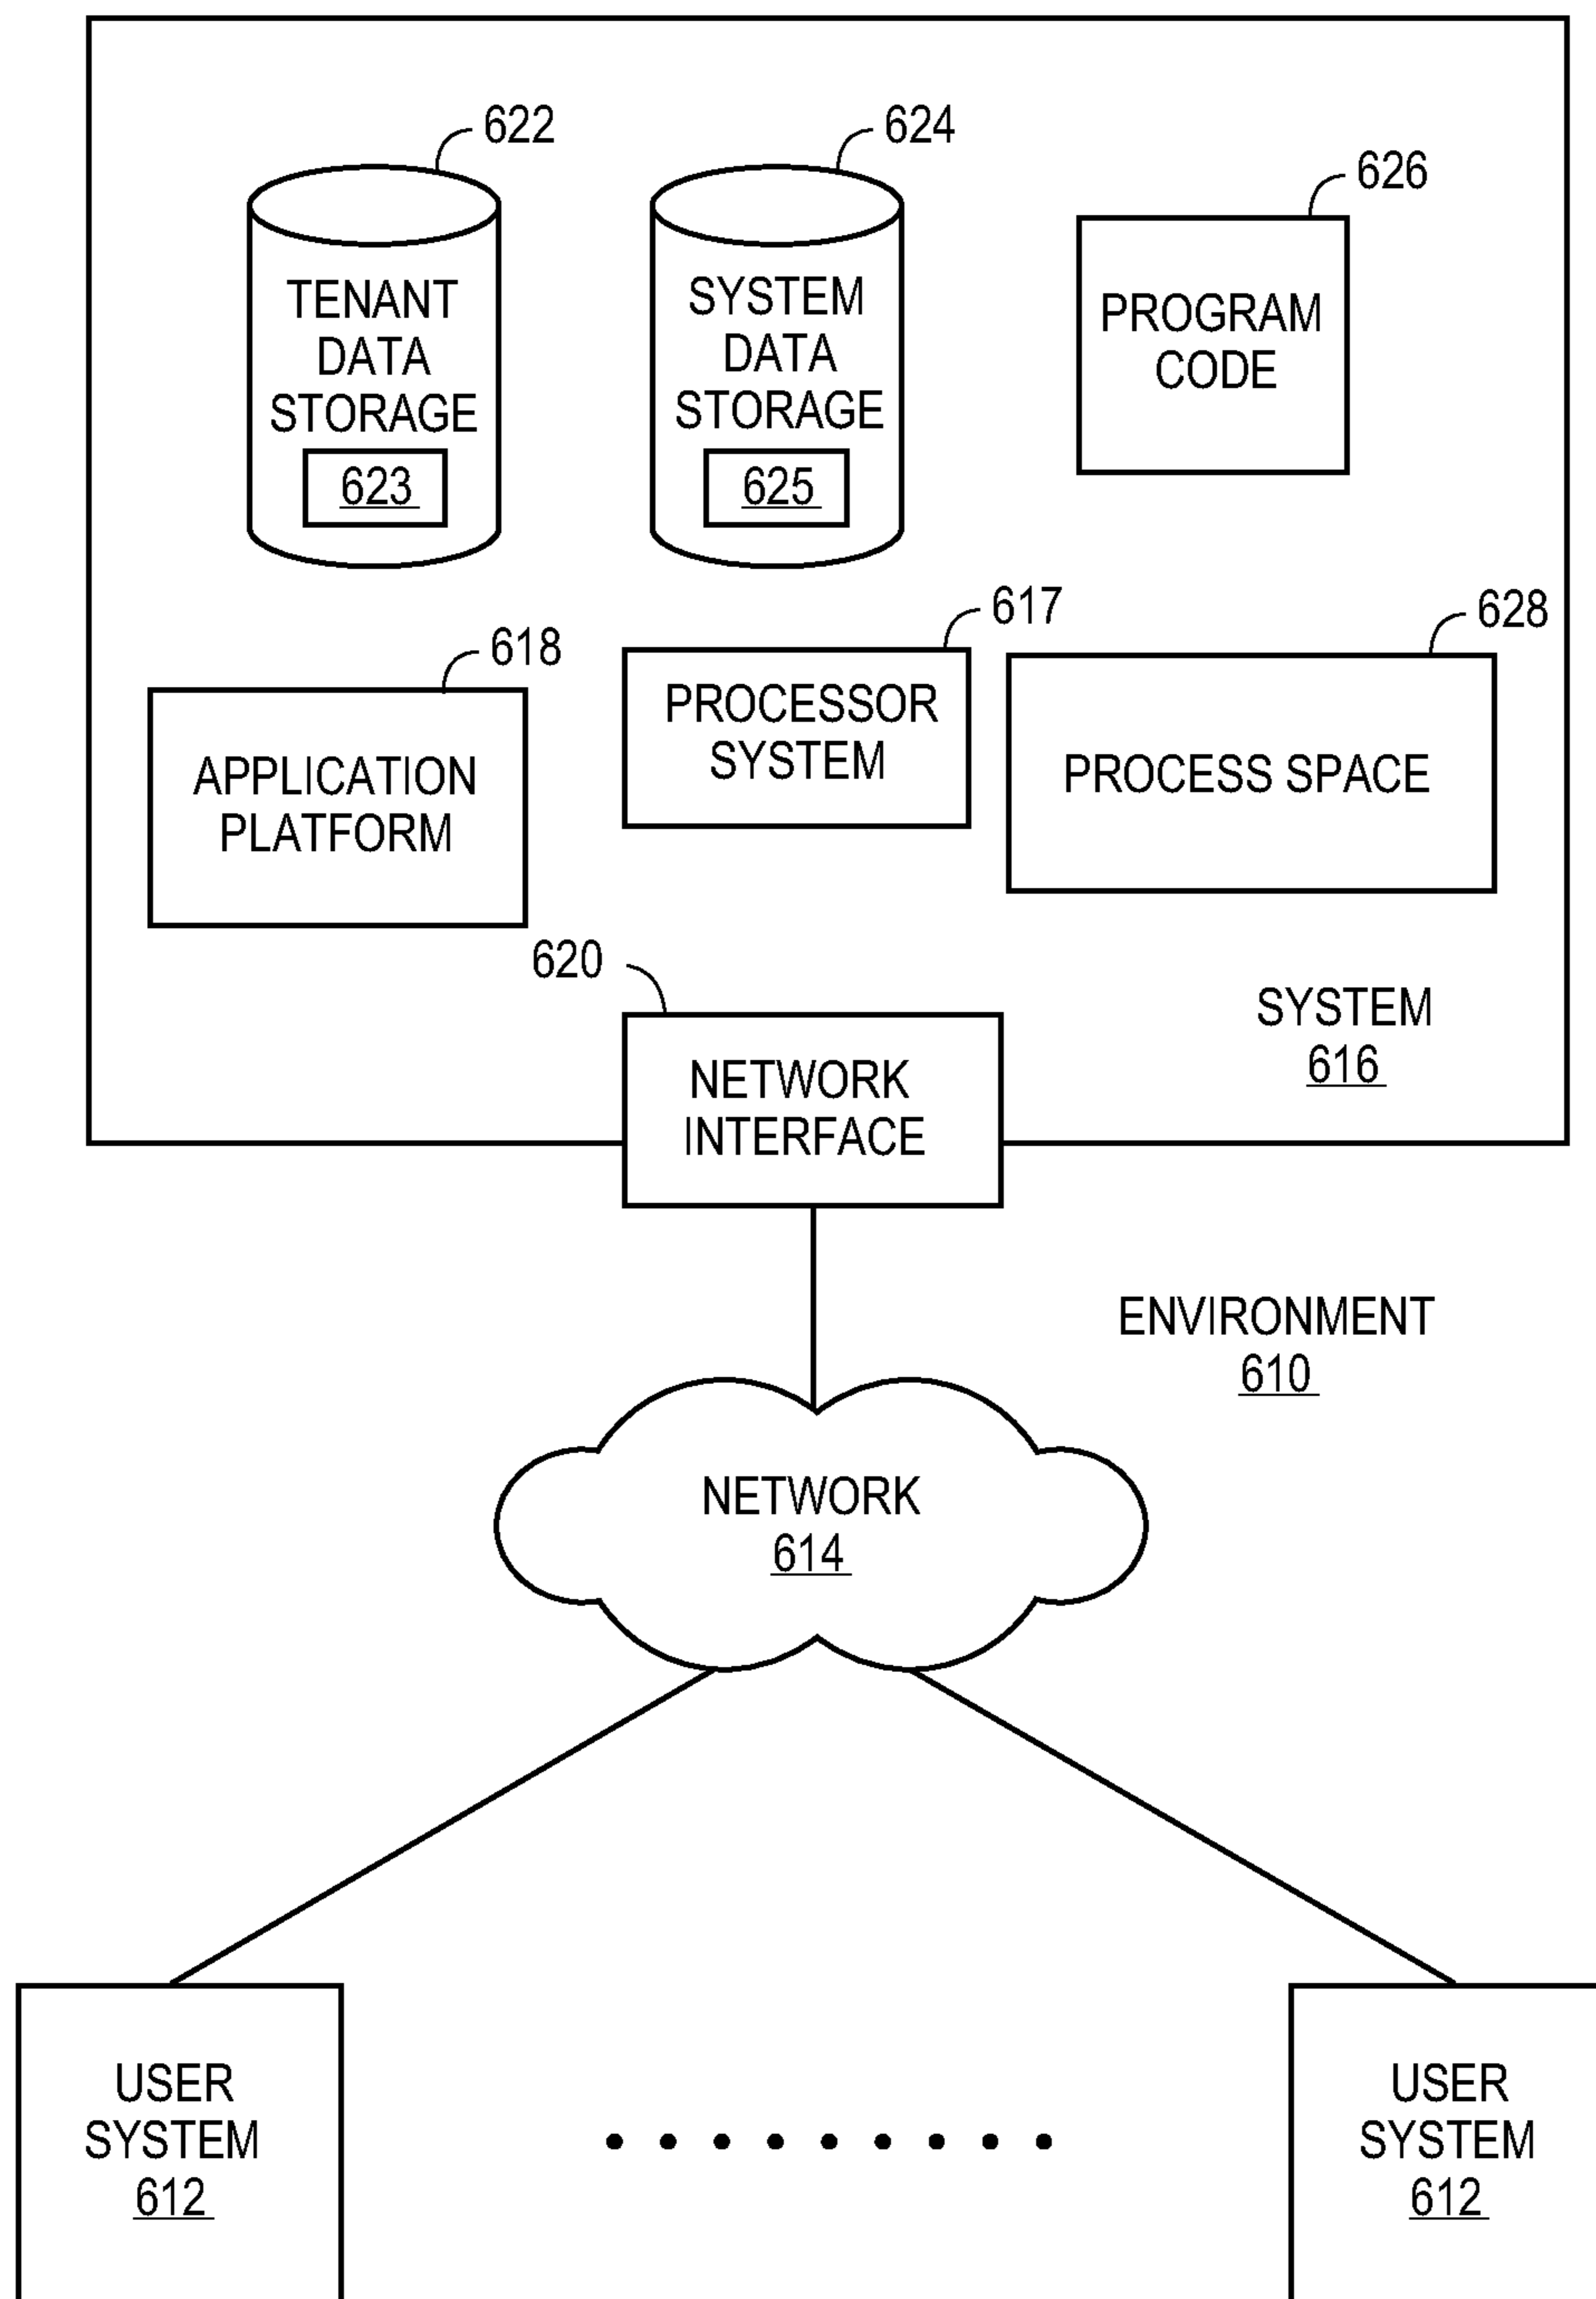 622
624
626
TENANT
DATA
STORAGE
623
SYSTEM
DATA
STORAGE
625
PROGRAM
CODE
618
617
628
APPLICATION
PLATFORM
PROCESSOR
SYSTEM
PROCESS SPACE
620
NETWORK
INTERFACE
SYSTEM
616
ENVIRONMENT
610
NETWORK
614
USER
SYSTEM
612
USER
SYSTEM
612